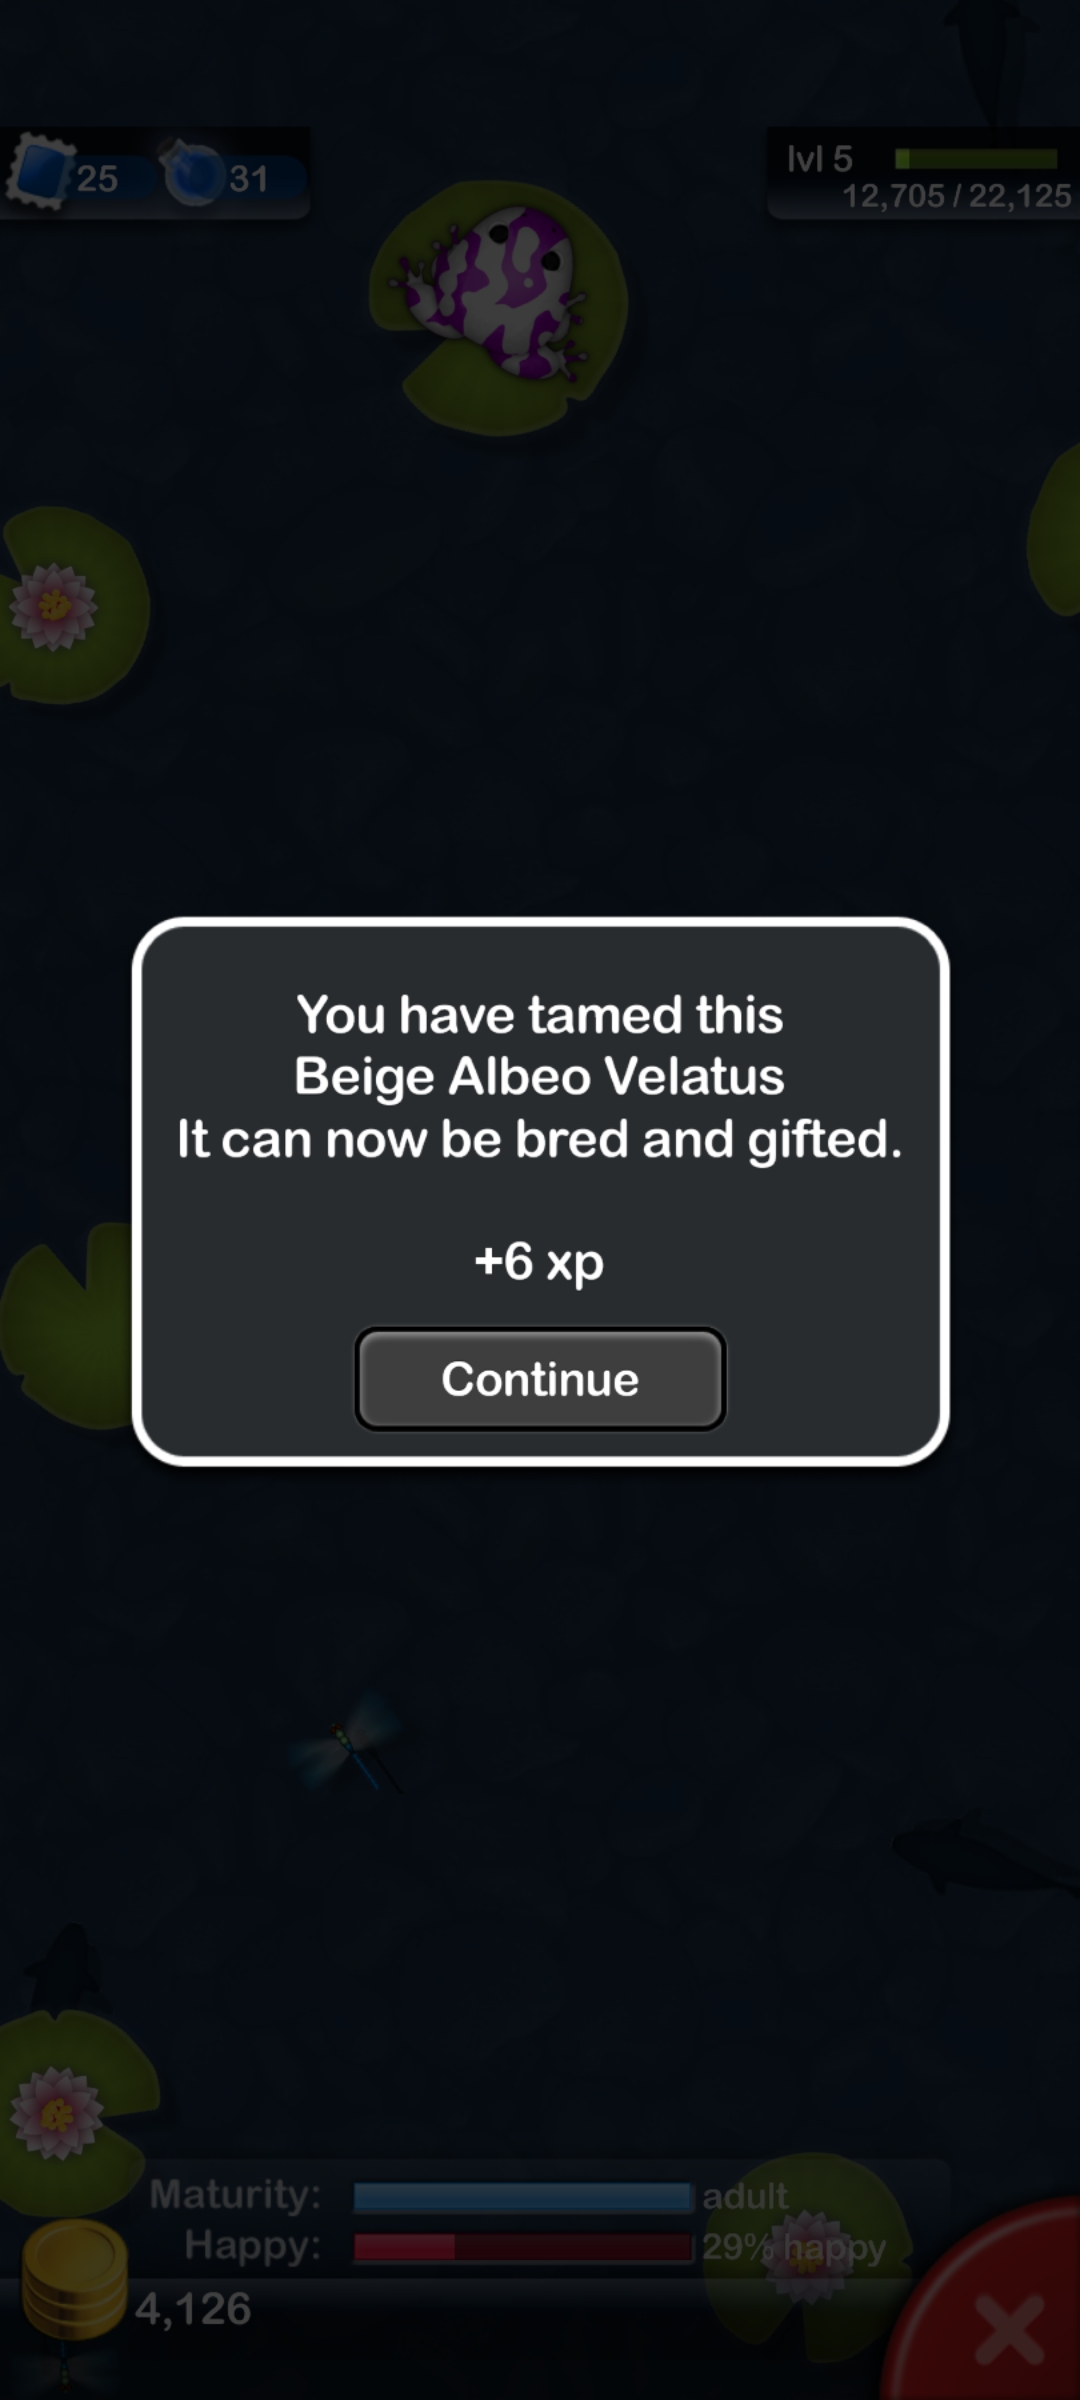 25
31
lvl 5
12,705 / 22,125
You have tamed this
Beige Albeo Velatus
It can now be bred and gifted.
+6 xp
Continue
Maturity: adult
Happy: 29% happy
4,126